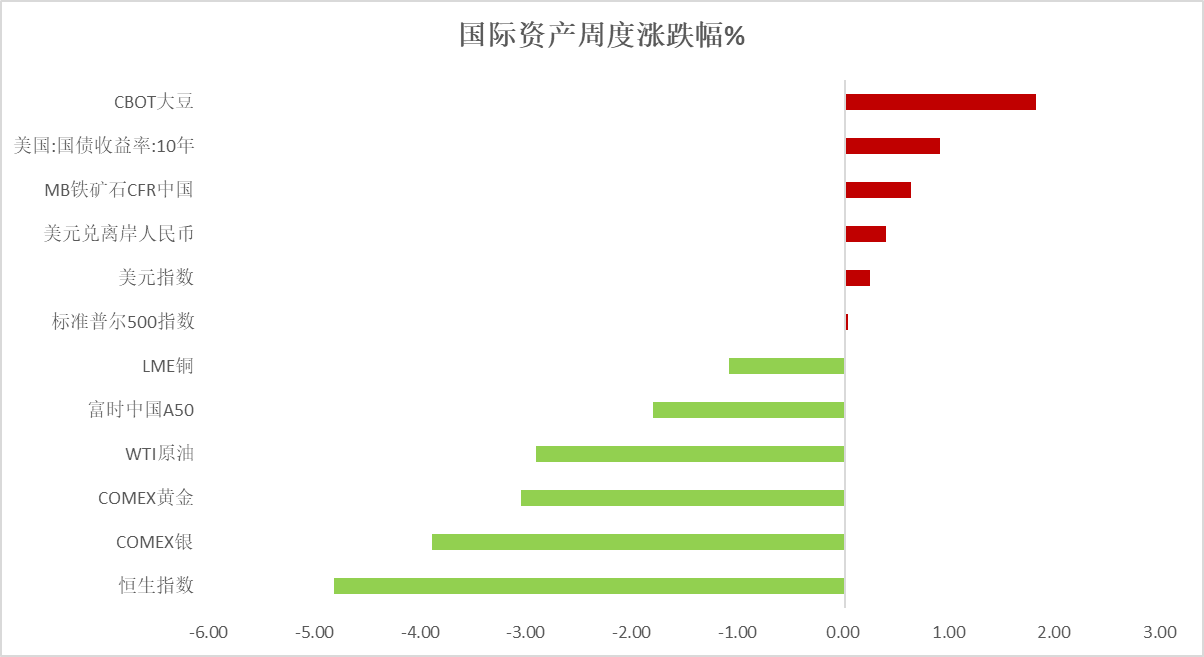 国际资产周度涨跌幅%
CBOT大豆
美国:国债收益率:10年
MB铁矿石CFR中国
美元兑离岸人民币
美元指数
标准普尔500指数
LME铜
富时中国A50
WTI原油
COMEX黄金
COMEX银
恒生指数
-6.00 -5.00 -4.00 -3.00 -2.00 -1.00 0.00 1.00 2.00 3.00